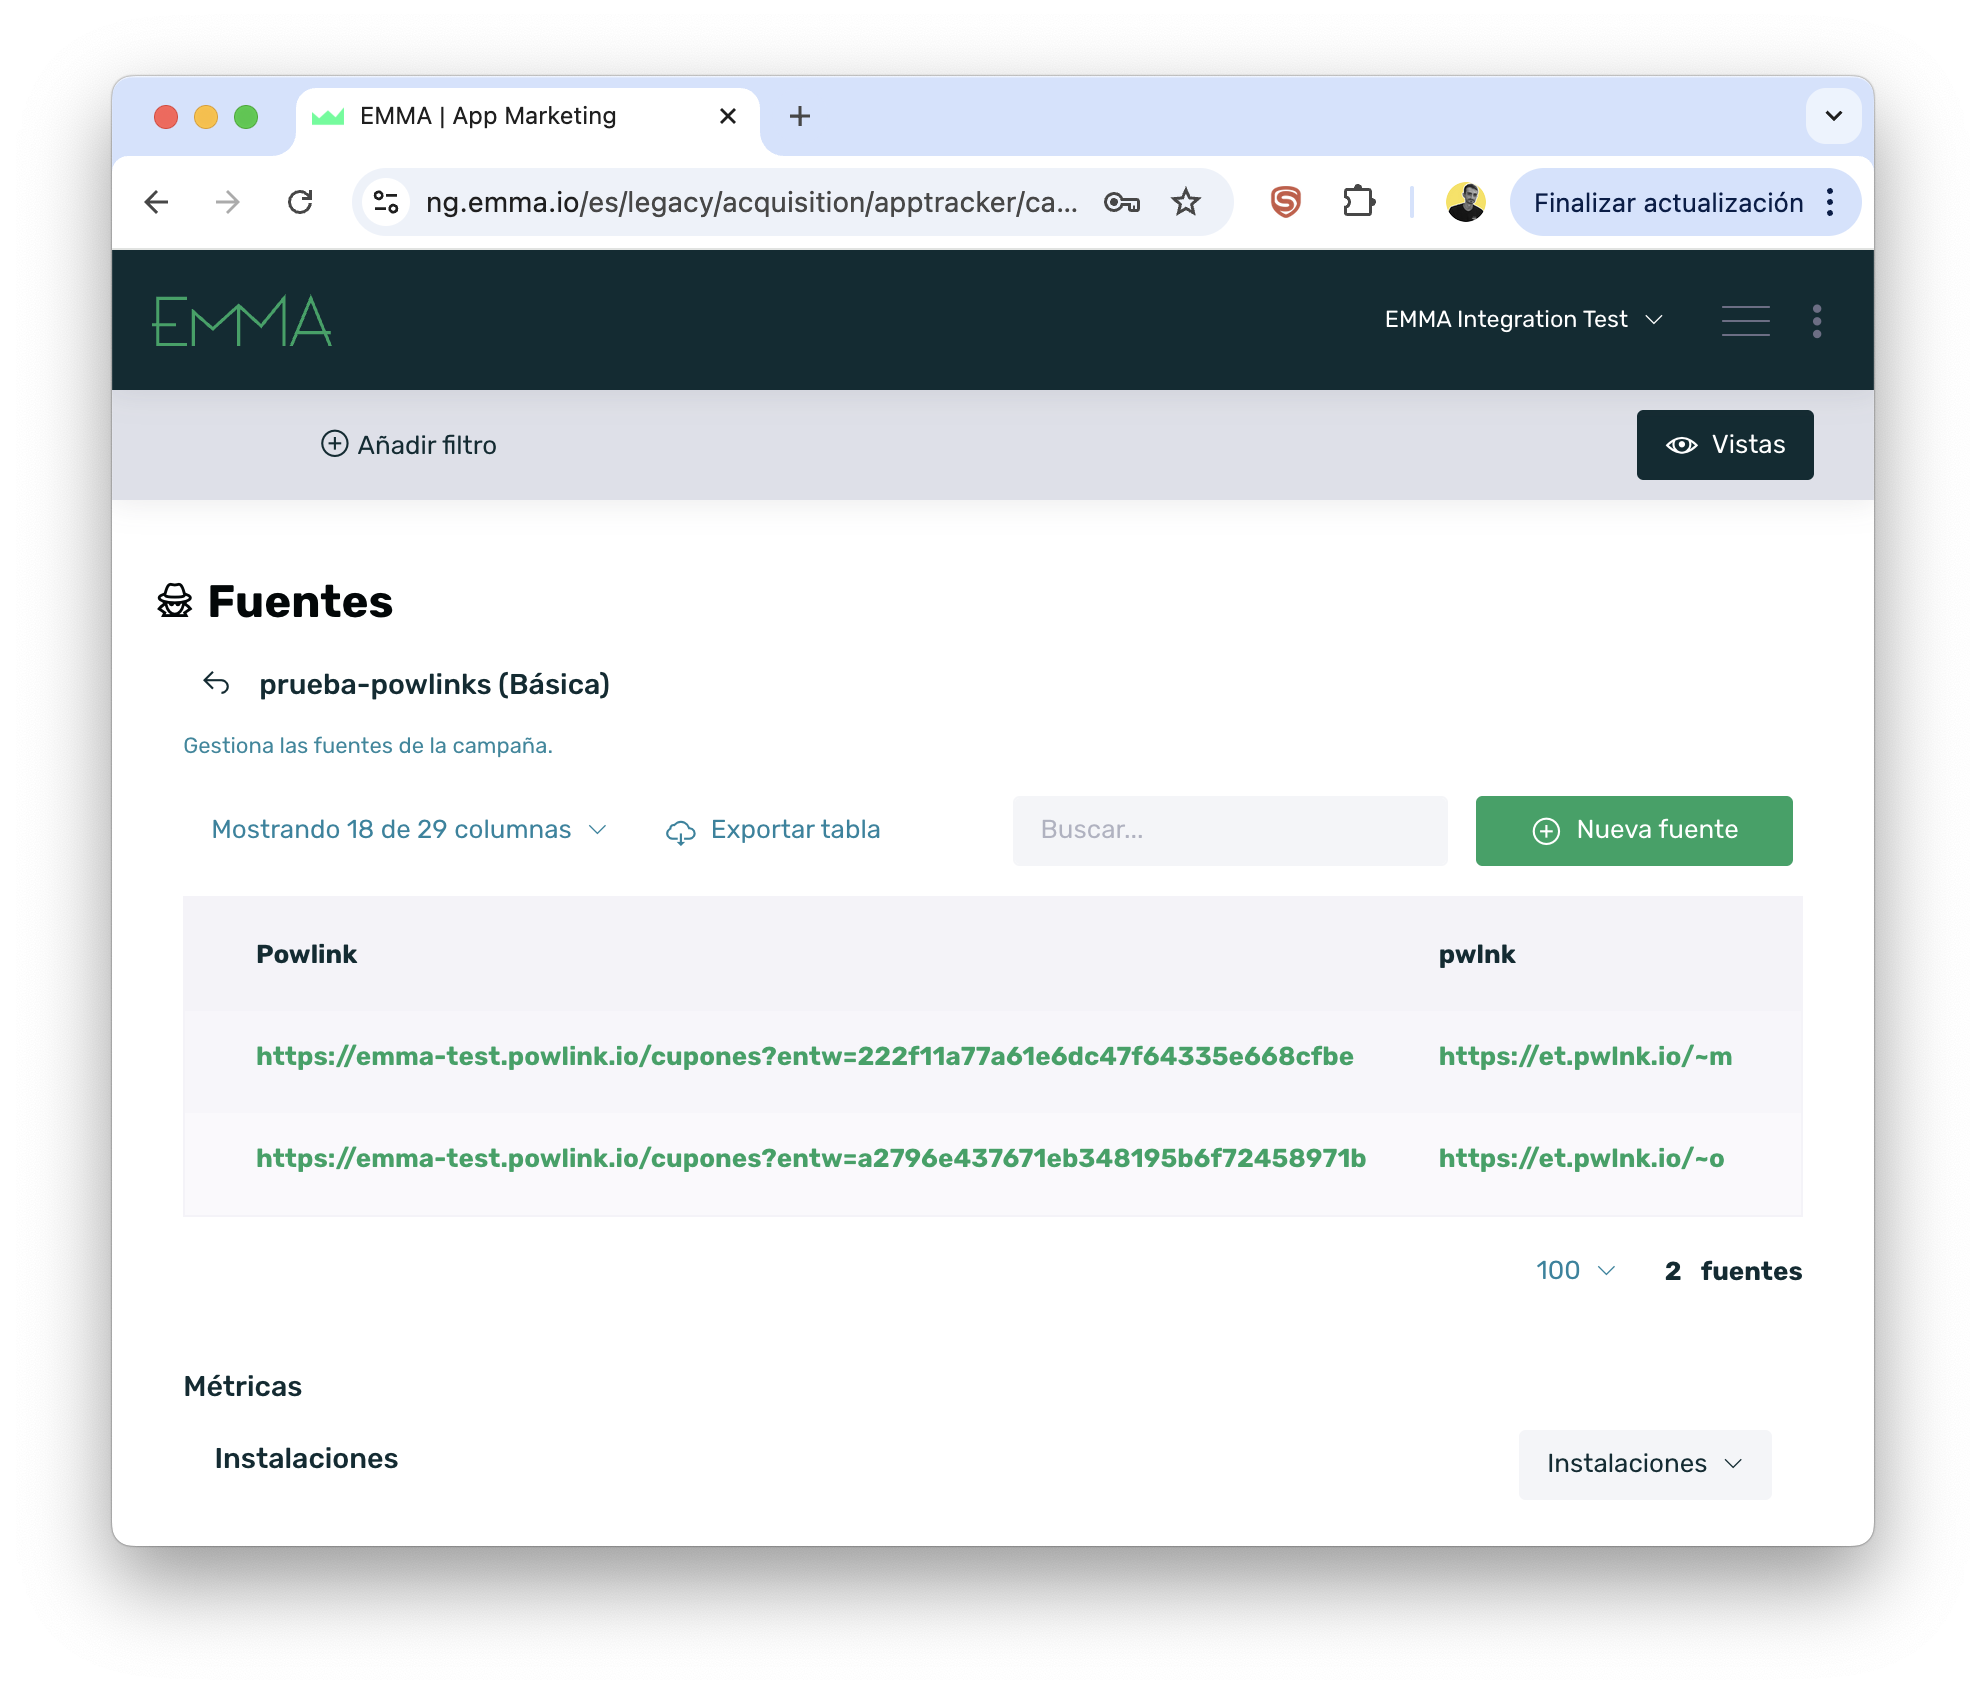 EMMA | App Marketing
ng.emma.io/es/legacy/acquisition/apptracker/ca...
Finalizar actualización
EMMA
EMMA Integration Test
Añadir filtro
Vistas
Fuentes
prueba-powlinks (Básica)
Gestiona las fuentes de la campaña.
Mostrando 18 de 29 columnas
Exportar tabla
Buscar...
Nueva fuente
Powlink
pwlnk
https://emma-test.powlink.io/cupones?entw=222f11a77a61e6dc47f64335e668cfbe
https://et.pwlnk.io/~m
https://emma-test.powlink.io/cupones?entw=a2796e437671eb348195b6f72458971b
https://et.pwlnk.io/~o
100
2 fuentes
Métricas
Instalaciones
Instalaciones